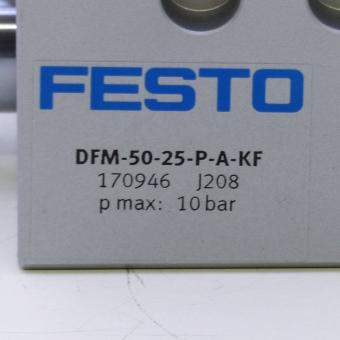 FESTO
DFM-50-25-P-A-KF
170946 J208
p max: 10 bar